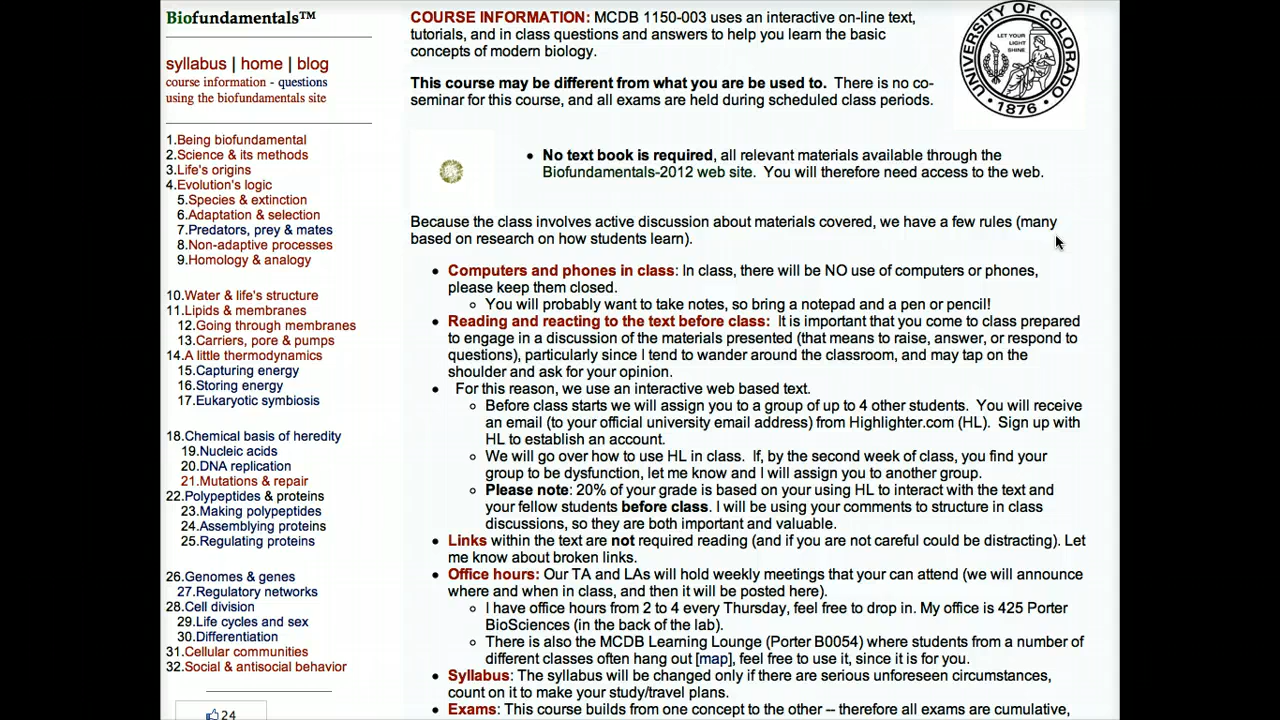 Biofundamentals™
syllabus | home | blog
course information - questions
using the biofundamentals site
1.Being biofundamental
2.Science & its methods
3.Life's origins
4.Evolution's logic
5.Species & extinction
6.Adaptation & selection
7.Predators, prey & mates
8.Non-adaptive processes
9.Homology & analogy
10.Water & life's structure
11.Lipids & membranes
12.Going through membranes
13.Carriers, pore & pumps
14.A little thermodynamics
15.Capturing energy
16.Storing energy
17.Eukaryotic symbiosis
18.Chemical basis of heredity
19.Nucleic acids
20.DNA replication
21.Mutations & repair
22.Polypeptides & proteins
23.Making polypeptides
24.Assembling proteins
25.Regulating proteins
26.Genomes & genes
27.Regulatory networks
28.Cell division
29.Life cycles and sex
30.Differentiation
31.Cellular communities
32.Social & antisocial behavior
24
COURSE INFORMATION: MCDB 1150-003 uses an interactive on-line text,
tutorials, and in class questions and answers to help you learn the basic
concepts of modern biology.
This course may be different from what you are be used to. There is no co-
seminar for this course, and all exams are held during scheduled class periods.
UNIVERSITY OF COLORADO
LET YOUR
LIGHT
SHINE
• 1876 •
• No text book is required, all relevant materials available through the
Biofundamentals-2012 web site. You will therefore need access to the web.
Because the class involves active discussion about materials covered, we have a few rules (many
based on research on how students learn).
• Computers and phones in class: In class, there will be NO use of computers or phones,
please keep them closed.
○ You will probably want to take notes, so bring a notepad and a pen or pencil!
• Reading and reacting to the text before class: It is important that you come to class prepared
to engage in a discussion of the materials presented (that means to raise, answer, or respond to
questions), particularly since I tend to wander around the classroom, and may tap on the
shoulder and ask for your opinion.
• For this reason, we use an interactive web based text.
○ Before class starts we will assign you to a group of up to 4 other students. You will receive
an email (to your official university email address) from Highlighter.com (HL). Sign up with
HL to establish an account.
○ We will go over how to use HL in class. If, by the second week of class, you find your
group to be dysfunction, let me know and I will assign you to another group.
○ Please note: 20% of your grade is based on your using HL to interact with the text and
your fellow students before class. I will be using your comments to structure in class
discussions, so they are both important and valuable.
• Links within the text are not required reading (and if you are not careful could be distracting). Let
me know about broken links.
• Office hours: Our TA and LAs will hold weekly meetings that your can attend (we will announce
where and when in class, and then it will be posted here).
○ I have office hours from 2 to 4 every Thursday, feel free to drop in. My office is 425 Porter
BioSciences (in the back of the lab).
○ There is also the MCDB Learning Lounge (Porter B0054) where students from a number of
different classes often hang out [map], feel free to use it, since it is for you.
• Syllabus: The syllabus will be changed only if there are serious unforeseen circumstances,
count on it to make your study/travel plans.
• Exams: This course builds from one concept to the other -- therefore all exams are cumulative,